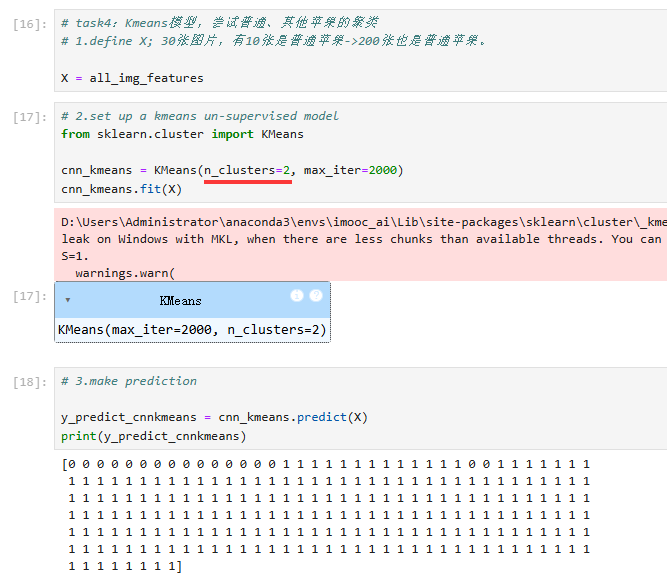 [16]:
# task4: Kmeans模型，尝试普通、其他苹果的聚类
# 1.define X; 30张图片，有10张是普通苹果->200张也是普通苹果。
X = all_img_features
[17]:
# 2.set up a kmeans un-supervised model
from sklearn.cluster import KMeans
cnn_kmeans = KMeans(n_clusters=2, max_iter=2000)
cnn_kmeans.fit(X)
D:\Users\Administrator\anaconda3\envs\imooc_ai\Lib\site-packages\sklearn\cluster\_kme
leak on Windows with MKL, when there are less chunks than available threads. You can
S=1.
warnings.warn(
[17]:
▾ KMeans i ?
KMeans(max_iter=2000, n_clusters=2)
[18]:
# 3.make prediction
y_predict_cnnkmeans = cnn_kmeans.predict(X)
print(y_predict_cnnkmeans)
[0 0 0 0 0 0 0 0 0 0 0 0 0 0 0 1 1 1 1 1 1 1 1 1 1 1 1 1 0 0 1 1 1 1 1 1 1
1 1 1 1 1 1 1 1 1 1 1 1 1 1 1 1 1 1 1 1 1 1 1 1 1 1 1 1 1 1 1 1 1 1 1 1 1
1 1 1 1 1 1 1 1 1 1 1 1 1 1 1 1 1 1 1 1 1 1 1 1 1 1 1 1 1 1 1 1 1 1 1 1 1
1 1 1 1 1 1 1 1 1 1 1 1 1 1 1 1 1 1 1 1 1 1 1 1 1 1 1 1 1 1 1 1 1 1 1 1 1
1 1 1 1 1 1 1 1 1 1 1 1 1 1 1 1 1 1 1 1 1 1 1 1 1 1 1 1 1 1 1 1 1 1 1 1 1
1 1 1 1 1 1 1 1 1 1 1 1 1 1 1 1 1 1 1 1 1 1 1 1 1 1 1 1 1 1 1 1 1 1 1 1 1
1 1 1 1 1 1 1 1]